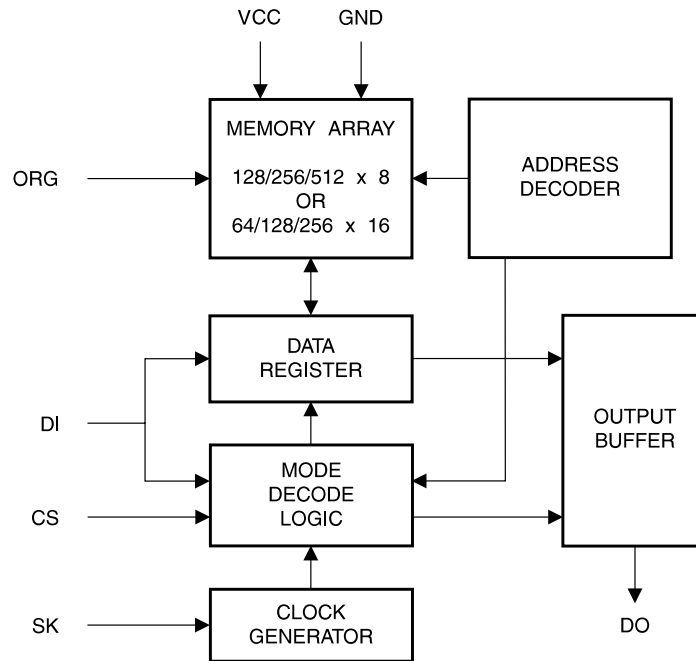 VCC
GND
MEMORY ARRAY
128/256/512 x 8
OR
64/128/256 x 16
ADDRESS
DECODER
ORG
DATA
REGISTER
DI
OUTPUT
BUFFER
MODE
DECODE
LOGIC
CS
CLOCK
GENERATOR
SK
DO